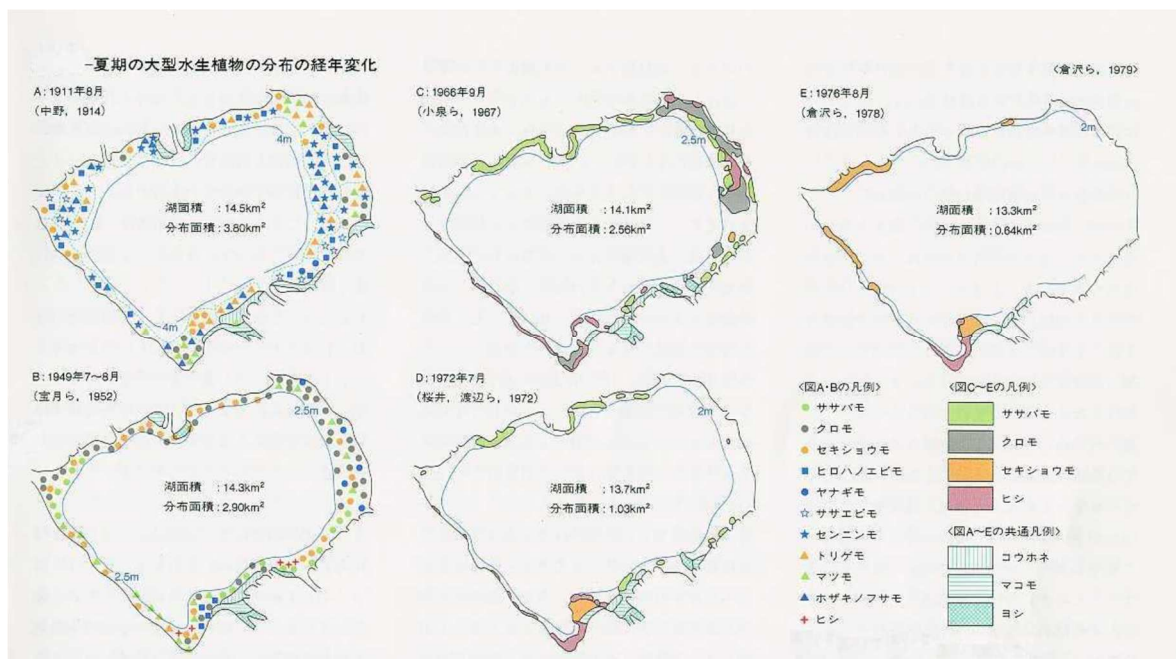 −夏期の大型水生植物の分布の経年変化
A：1911年8月
（中野，1914）
4m
湖面積　：14.5km²
分布面積：3.80km²
4m
B：1949年7〜8月
（宝月ら，1952）
2.5m
湖面積　：14.3km²
分布面積：2.90km²
2.5m
C：1966年9月
（小泉ら，1967）
2.5m
湖面積　：14.1km²
分布面積：2.56km²
D：1972年7月
（桜井，渡辺ら，1972）
2m
湖面積　：13.7km²
分布面積：1.03km²
〈倉沢ら，1979〉
E：1976年8月
（倉沢ら，1978）
2m
湖面積　：13.3km²
分布面積：0.64km²
〈図A・Bの凡例〉
ササバモ
クロモ
セキショウモ
ヒロハノエビモ
ヤナギモ
ササエビモ
センニンモ
トリゲモ
マツモ
ホザキノフサモ
ヒシ
〈図C〜Eの凡例〉
ササバモ
クロモ
セキショウモ
ヒシ
〈図A〜Eの共通凡例〉
コウホネ
マコモ
ヨシ